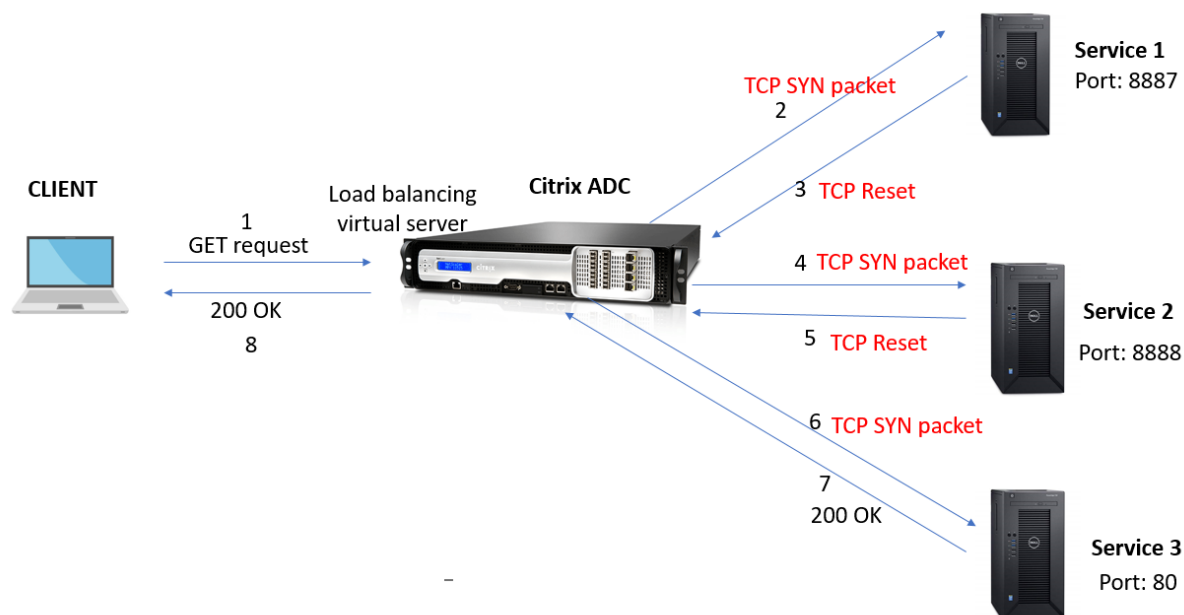 TCP SYN packet
2
Service 1
Port: 8887
3 TCP Reset
CLIENT
Load balancing
virtual server
Citrix ADC
1
GET request
200 OK
8
4 TCP SYN packet
5 TCP Reset
Service 2
Port: 8888
6 TCP SYN packet
7
200 OK
Service 3
Port: 80